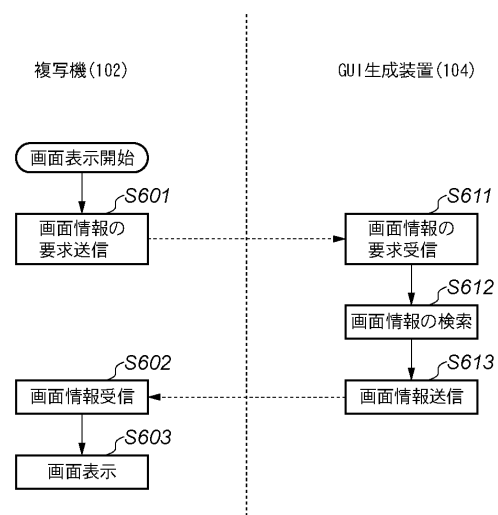 複写機(102)
GUI生成装置(104)
画面表示開始
S601
画面情報の
要求送信
S611
画面情報の
要求受信
S612
画面情報の検索
S613
画面情報送信
S602
画面情報受信
S603
画面表示